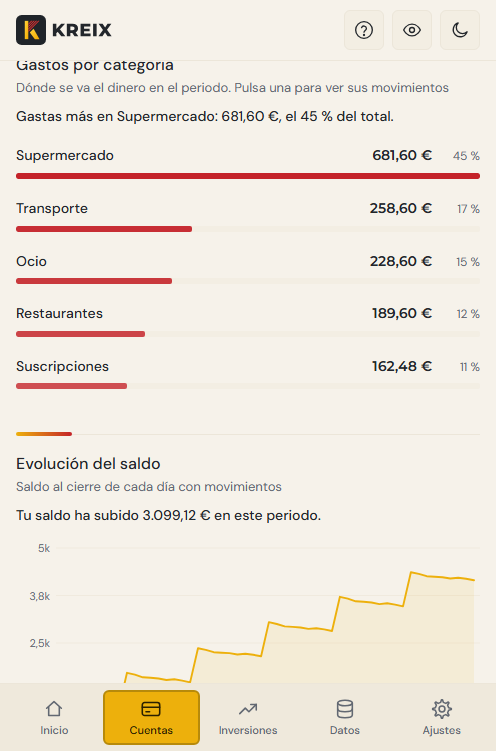 KREIX
Gastos por categoría
Dónde se va el dinero en el periodo. Pulsa una para ver sus movimientos
Gastas más en Supermercado: 681,60 €, el 45 % del total.
Supermercado 681,60 € 45 %
Transporte 258,60 € 17 %
Ocio 228,60 € 15 %
Restaurantes 189,60 € 12 %
Suscripciones 162,48 € 11 %
Evolución del saldo
Saldo al cierre de cada día con movimientos
Tu saldo ha subido 3.099,12 € en este periodo.
5k
3,8k
2,5k
Inicio Cuentas Inversiones Datos Ajustes